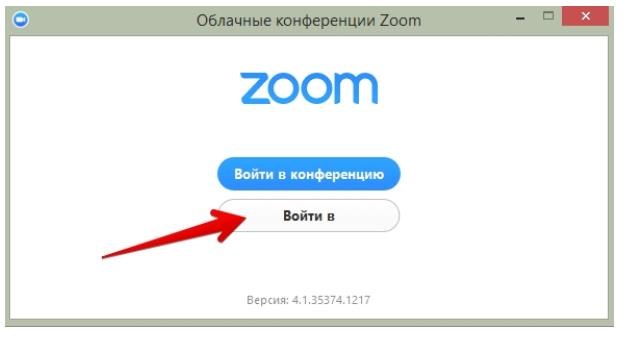 Облачные конференции Zoom
zoom
Войти в конференцию
Войти в
Версия: 4.1.35374.1217